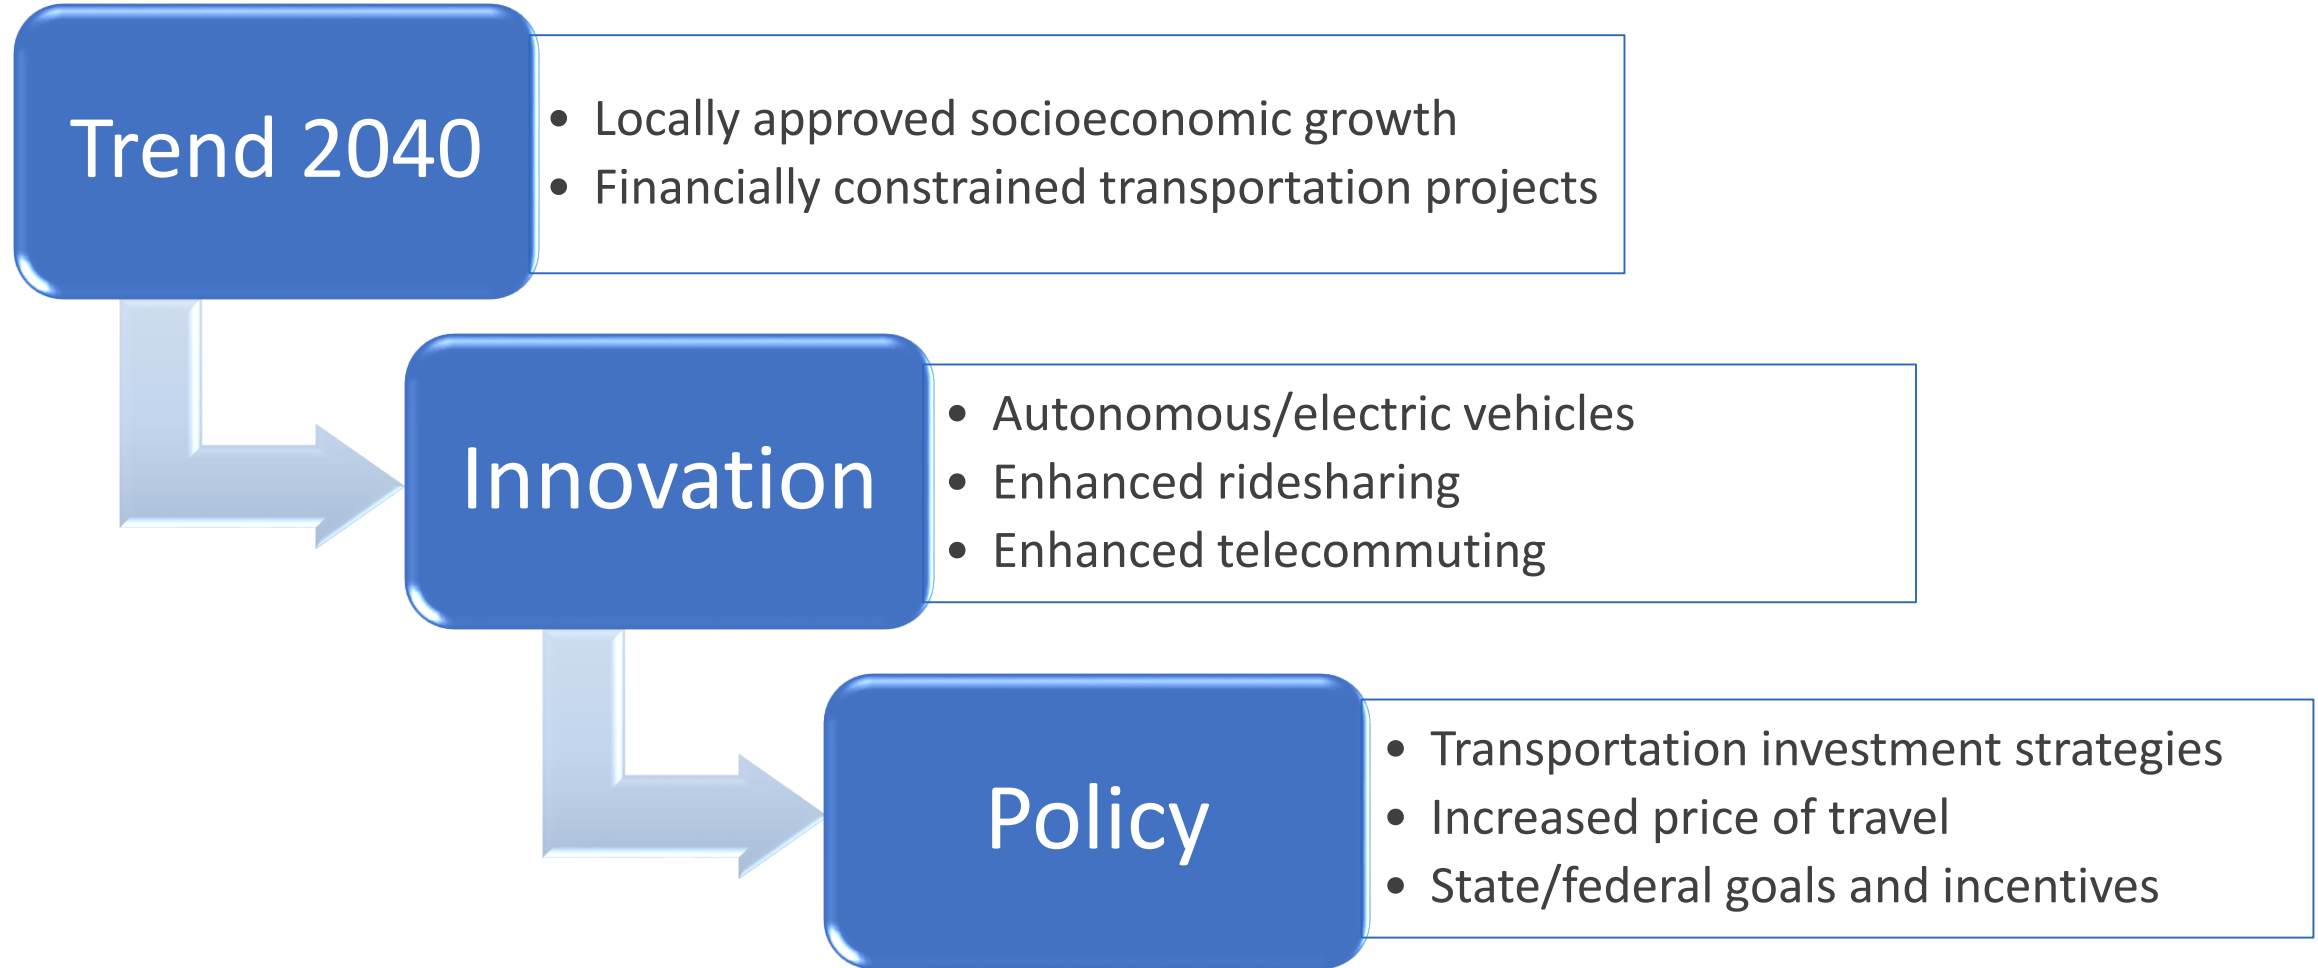 Trend 2040
• Locally approved socioeconomic growth
• Financially constrained transportation projects
Innovation
• Autonomous/electric vehicles
• Enhanced ridesharing
• Enhanced telecommuting
Policy
• Transportation investment strategies
• Increased price of travel
• State/federal goals and incentives